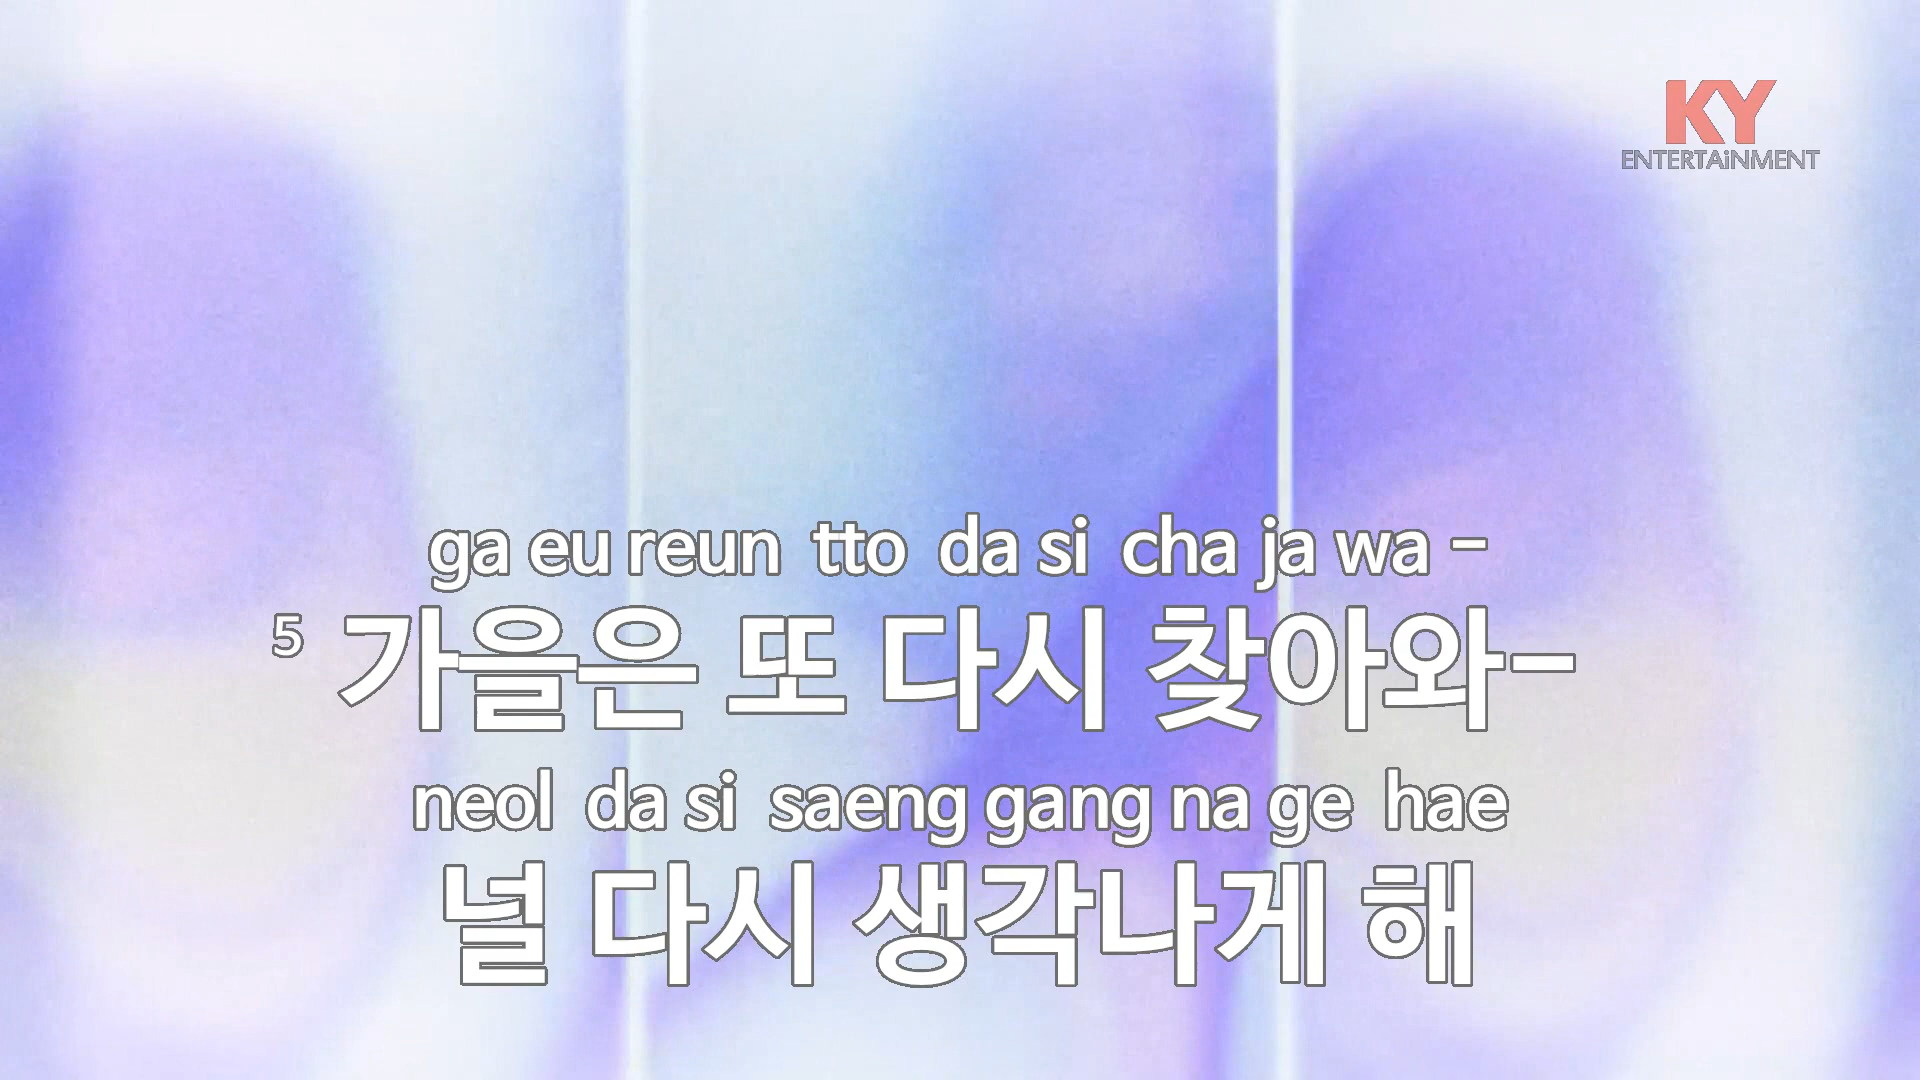 KY
ENTERTAiNMENT
ga eu reun tto da si cha ja wa -
5 가을은 또 다시 찾아와-
neol da si saeng gang na ge hae
널 다시 생각나게 해